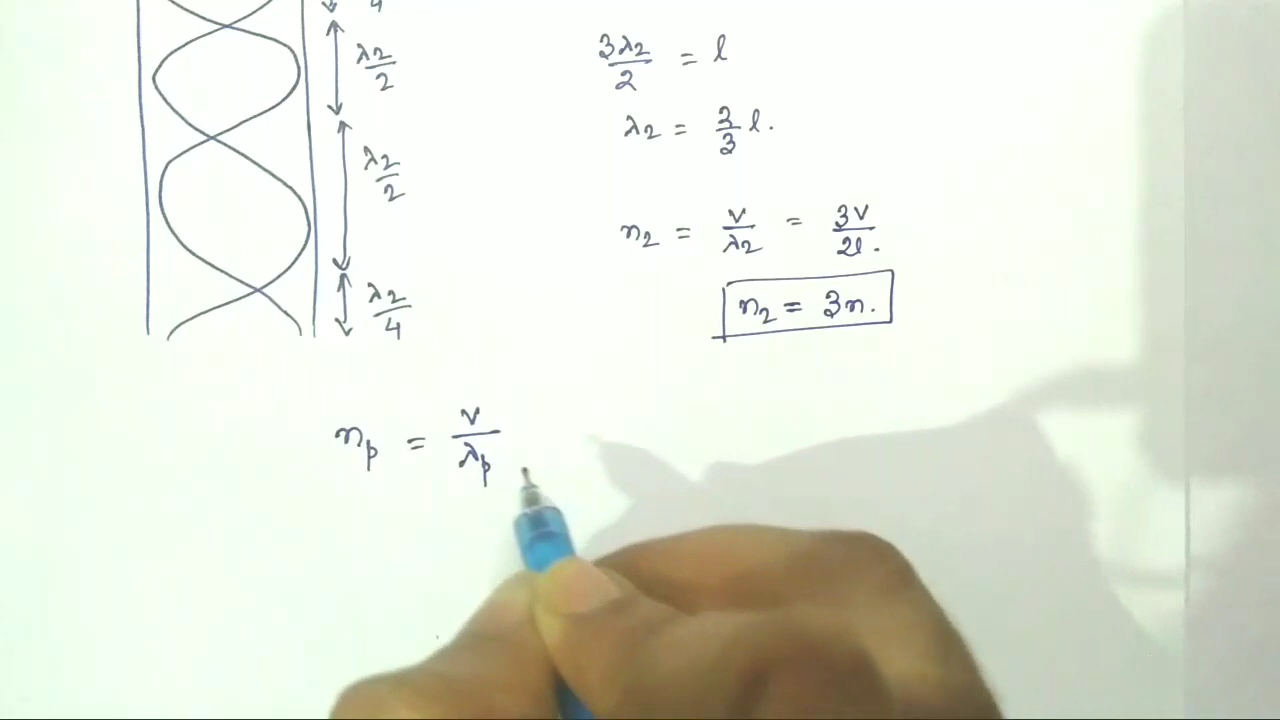 4
λ2/2
λ2/2
λ2/4
3λ2/2 = l
λ2 = 2/3 l.
n2 = v/λ2 = 3v/2l.
n2 = 3n.
np = v/λp